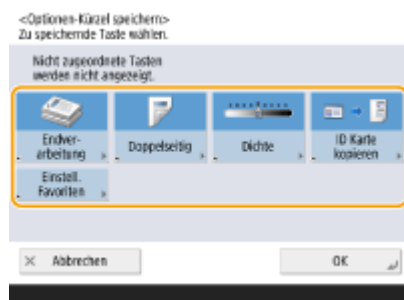 <Optionen-Kürzel speichern>
Zu speichernde Taste wählen.
Nicht zugeordnete Tasten
werden nicht angezeigt.
Endver-
arbeitung
Doppelseitig
Dichte
ID Karte
kopieren
Einstell.
Favoriten
Abbrechen
OK